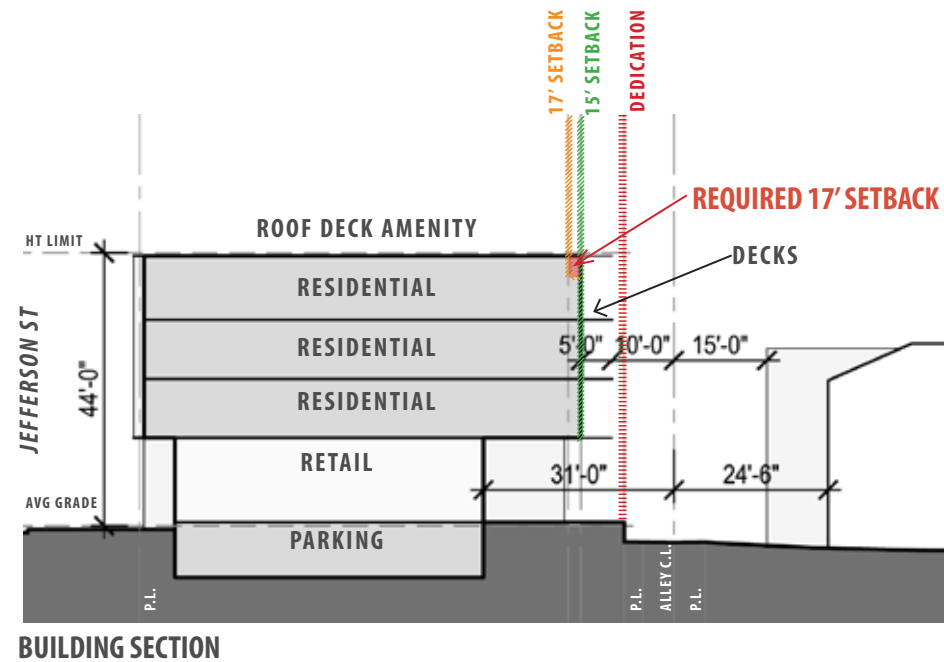 17' SETBACK
15' SETBACK
DEDICATION
REQUIRED 17' SETBACK
ROOF DECK AMENITY
HT LIMIT
DECKS
RESIDENTIAL
JEFFERSON ST
44'-0"
RESIDENTIAL
5'-0"
10'-0"
15'-0"
RESIDENTIAL
RETAIL
31'-0"
24'-6"
AVG GRADE
PARKING
P.L.
P.L.
ALLEY C.L.
P.L.
BUILDING SECTION